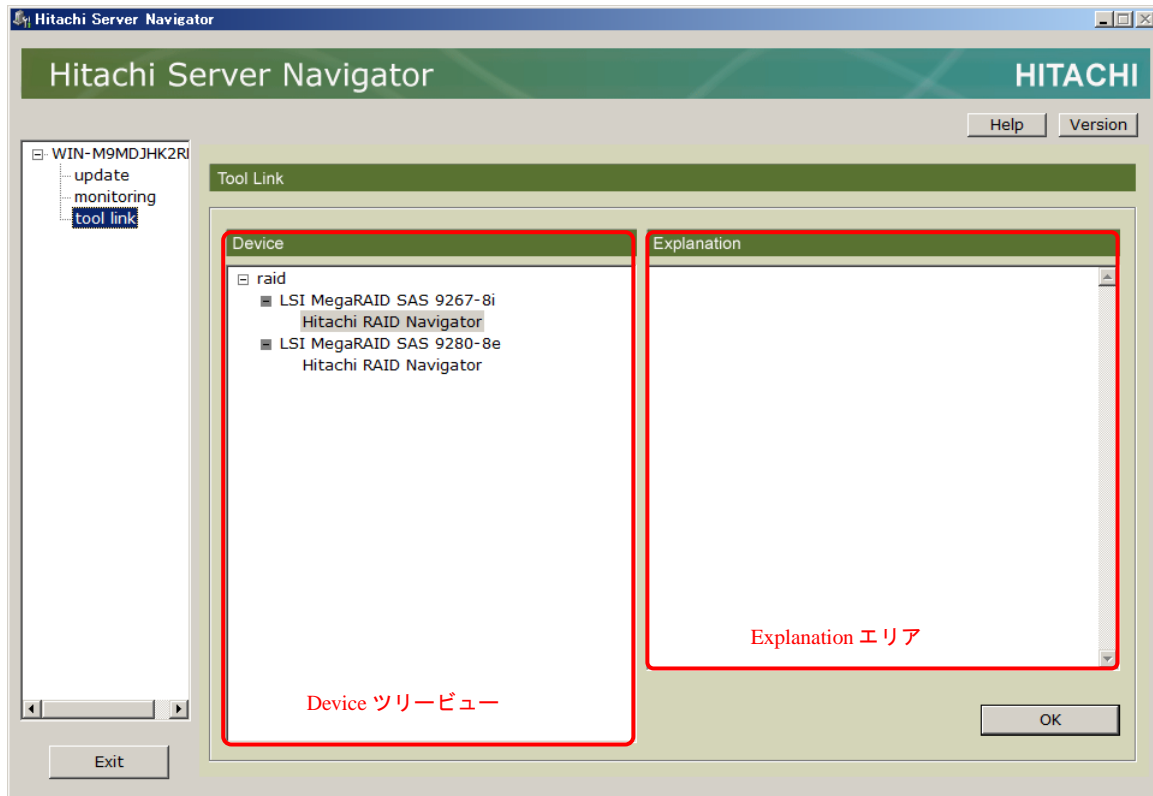 Hitachi Server Navigator
Hitachi Server Navigator
HITACHI
Help
Version
WIN-M9MDJHK2RI
update
monitoring
tool link
Tool Link
Device
Explanation
raid
LSI MegaRAID SAS 9267-8i
Hitachi RAID Navigator
LSI MegaRAID SAS 9280-8e
Hitachi RAID Navigator
Explanation エリア
Device ツリービュー
OK
Exit